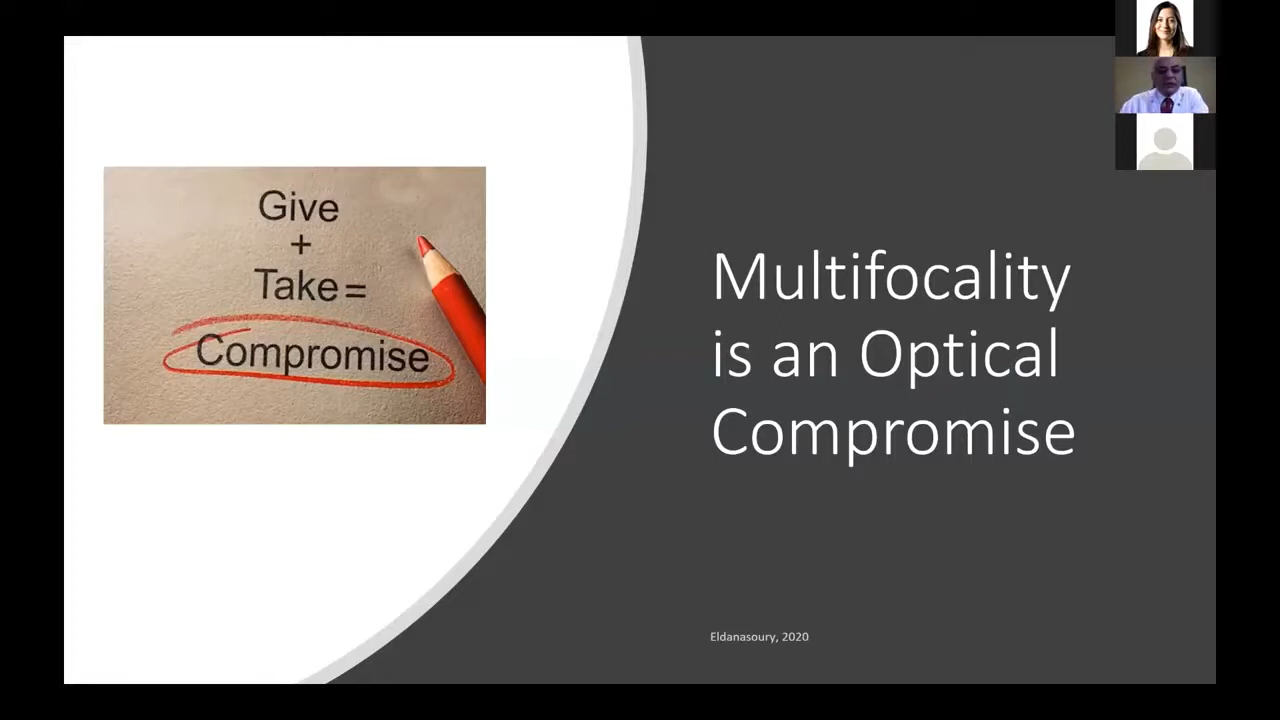 Give
+
Take =
Compromise
Multifocality
is an Optical
Compromise
Eldanasoury, 2020